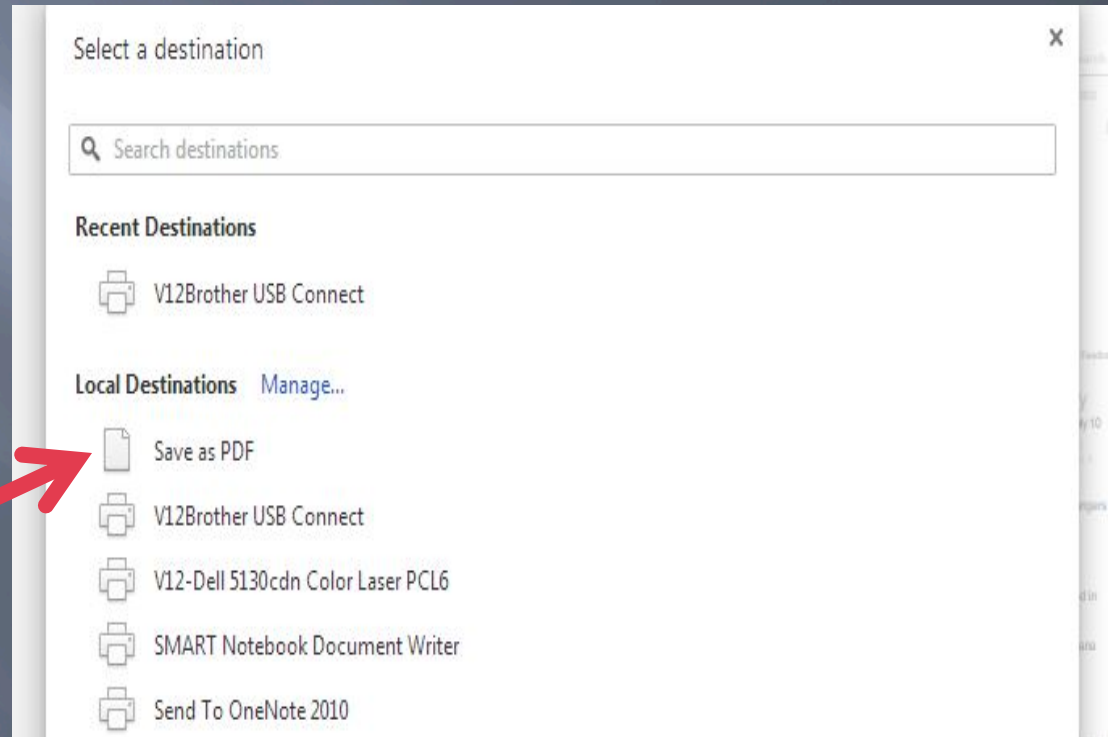 Select a destination
x
Search destinations
Recent Destinations
V12Brother USB Connect
Local Destinations Manage...
Save as PDF
V12Brother USB Connect
V12-Dell 5130cdn Color Laser PCL6
SMART Notebook Document Writer
Send To OneNote 2010